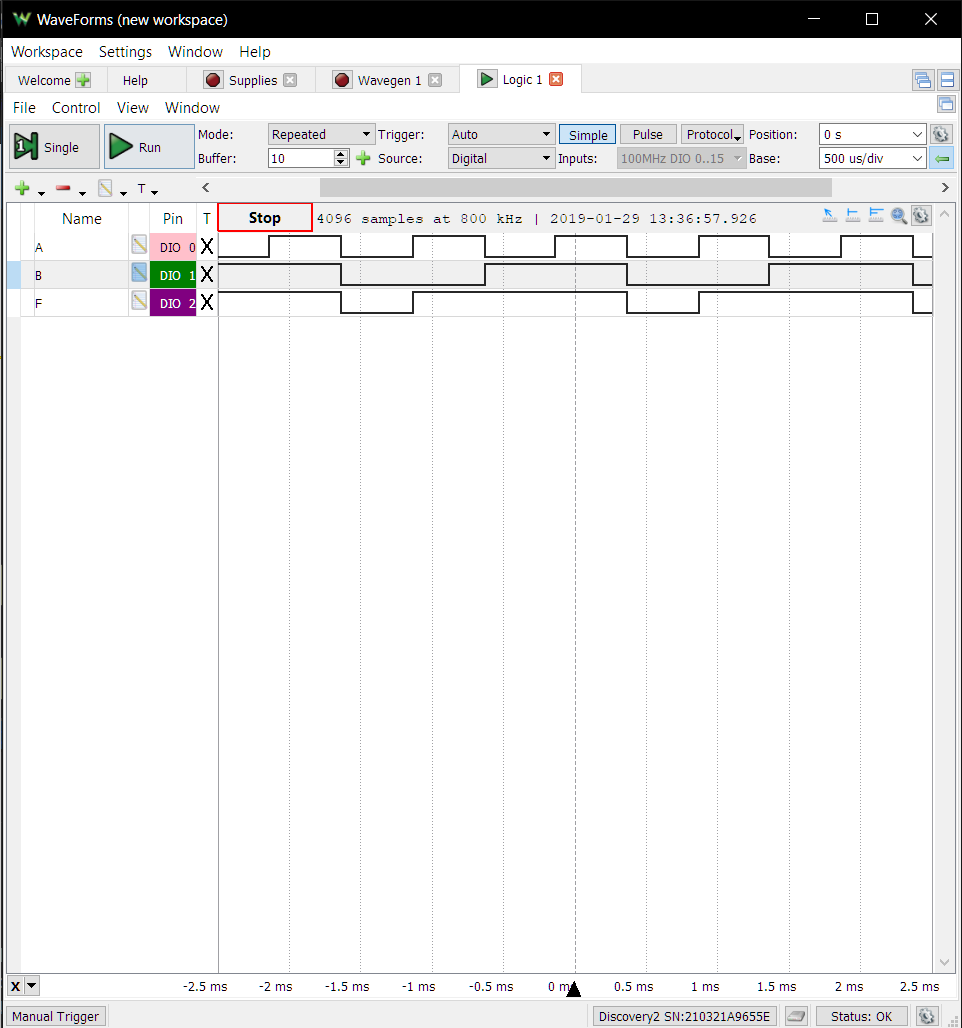 WaveForms (new workspace)
Workspace Settings Window Help
Welcome Help Supplies Wavegen 1 Logic 1
File Control View Window
1 Single Run Mode: Repeated Trigger: Auto Simple Pulse Protocol Position: 0 s
Buffer: 10 Source: Digital Inputs: 100MHz DIO 0..15 Base: 500 us/div
T
Name Pin T Stop 4096 samples at 800 kHz | 2019-01-29 13:36:57.926
A DIO 0 X
B DIO 1 X
F DIO 2 X
X -2.5 ms -2 ms -1.5 ms -1 ms -0.5 ms 0 ms 0.5 ms 1 ms 1.5 ms 2 ms 2.5 ms
Manual Trigger Discovery2 SN:210321A9655E Status: OK